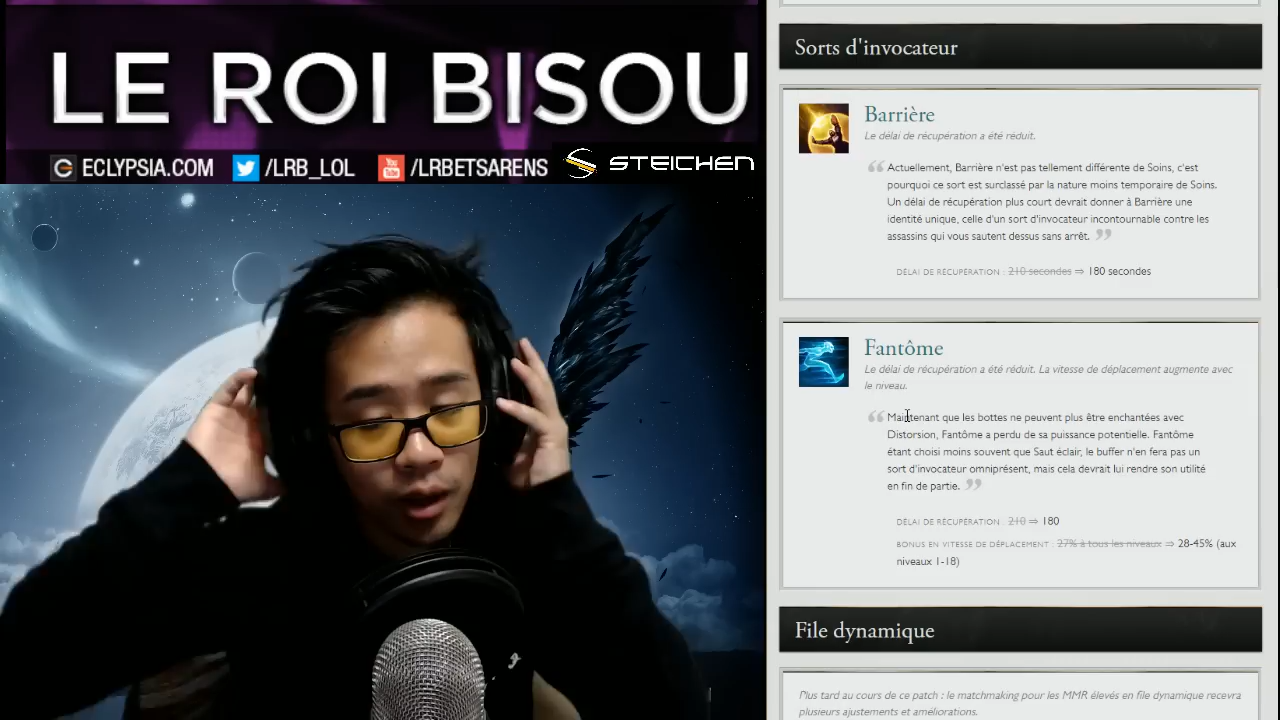 LE ROI BISOU
ECLYPSIA.COM
/LRB_LOL
You Tube
/LRBETSARENS
STEICHEN
Sorts d'invocateur
Barrière
Le délai de récupération a été réduit.
Actuellement, Barrière n'est pas tellement différente de Soins, c'est
pourquoi ce sort est surclassé par la nature moins temporaire de Soins.
Un délai de récupération plus court devrait donner à Barrière une
identité unique, celle d'un sort d'invocateur incontournable contre les
assassins qui vous sautent dessus sans arrêt.
DÉLAI DE RÉCUPÉRATION : 210 secondes ⇒ 180 secondes
Fantôme
Le délai de récupération a été réduit. La vitesse de déplacement augmente avec
le niveau.
Maintenant que les bottes ne peuvent plus être enchantées avec
Distorsion, Fantôme a perdu de sa puissance potentielle. Fantôme
étant choisi moins souvent que Saut éclair, le buffer n'en fera pas un
sort d'invocateur omniprésent, mais cela devrait lui rendre son utilité
en fin de partie.
DÉLAI DE RÉCUPÉRATION : 210 ⇒ 180
BONUS EN VITESSE DE DÉPLACEMENT : 27% à tous les niveaux ⇒ 28-45% (aux
niveaux 1-18)
File dynamique
Plus tard au cours de ce patch : le matchmaking pour les MMR élevés en file dynamique recevra
plusieurs ajustements et améliorations.